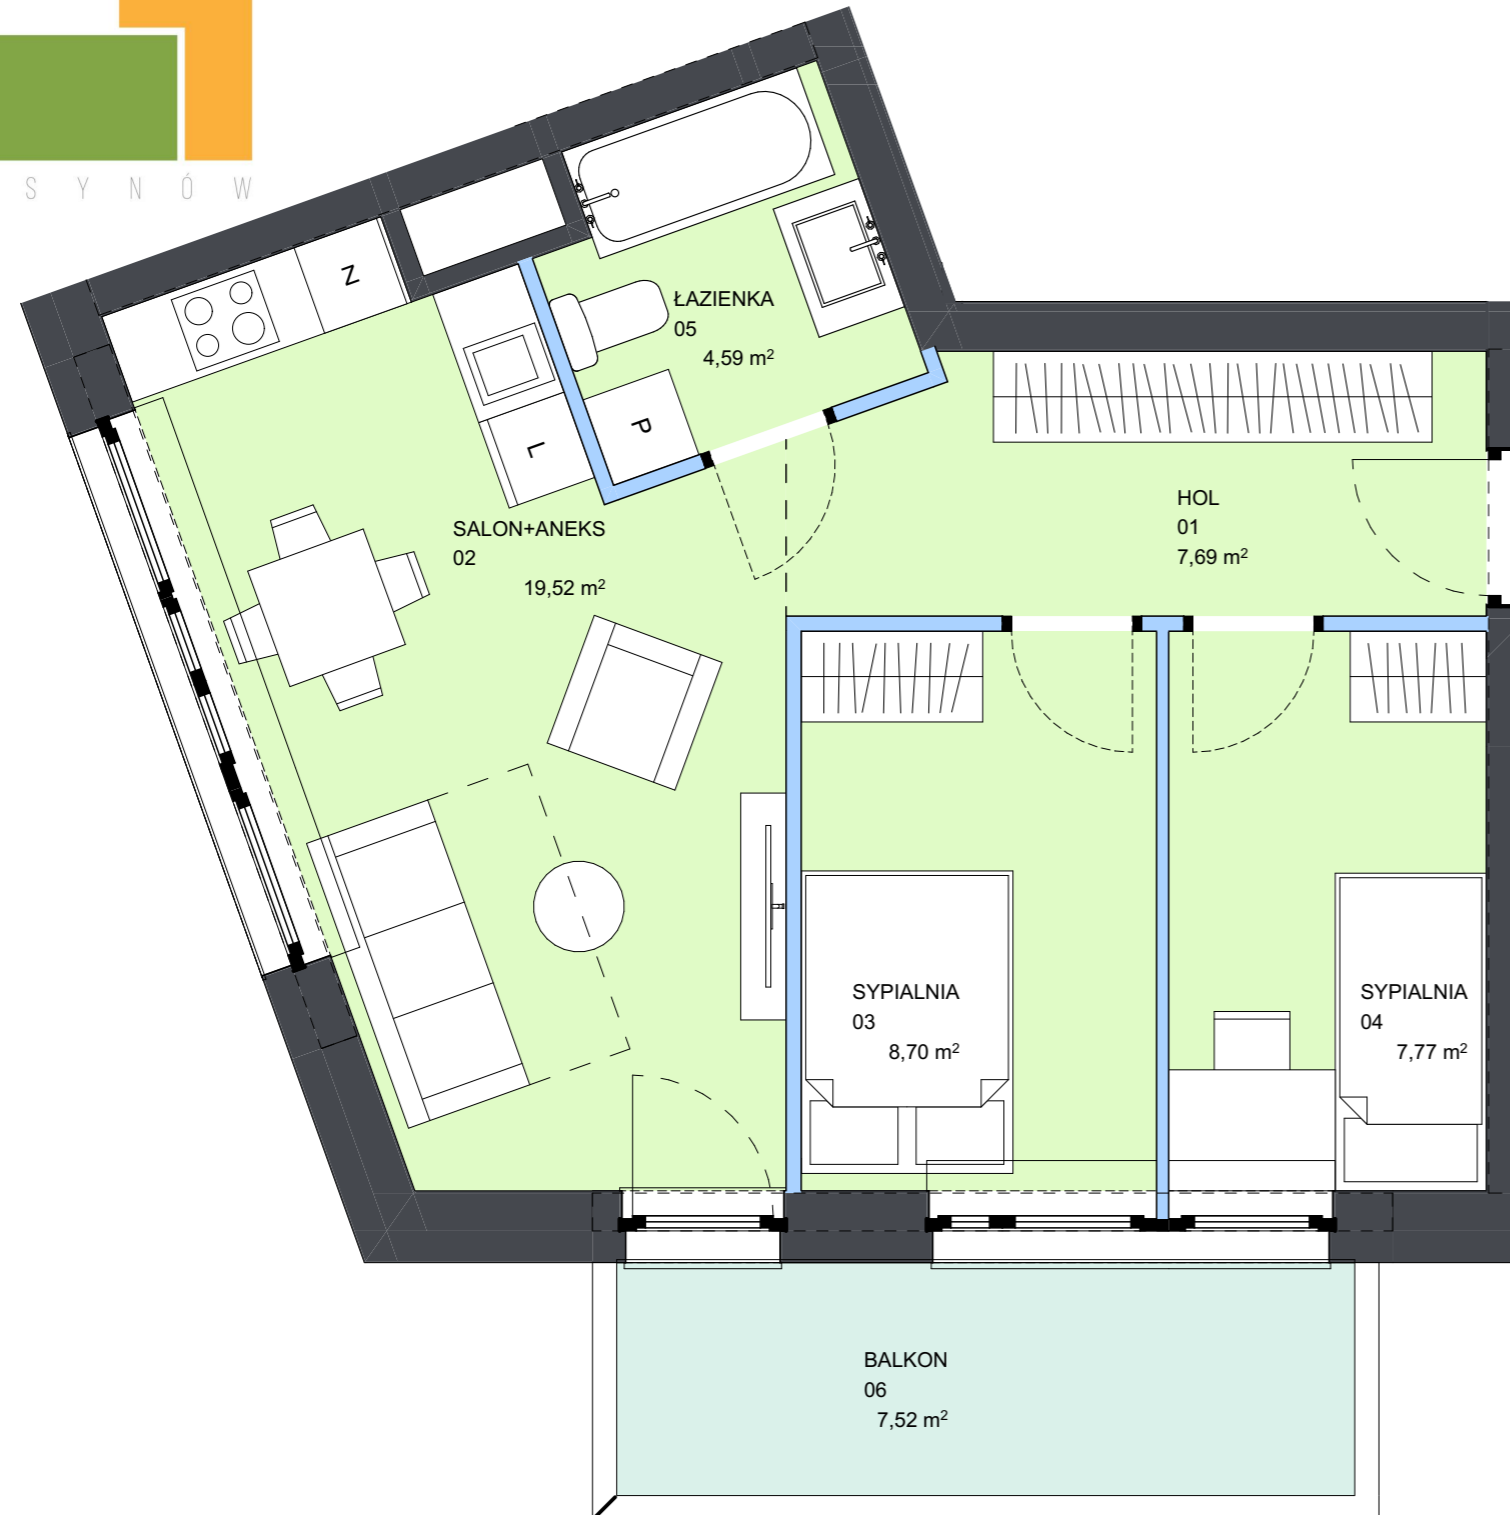 SYNÓW
Z
ŁAZIENKA
05
4,59 m²
P
L
SALON+ANEKS
02
19,52 m²
HOL
01
7,69 m²
SYPIALNIA
03
8,70 m²
SYPIALNIA
04
7,77 m²
BALKON
06
7,52 m²